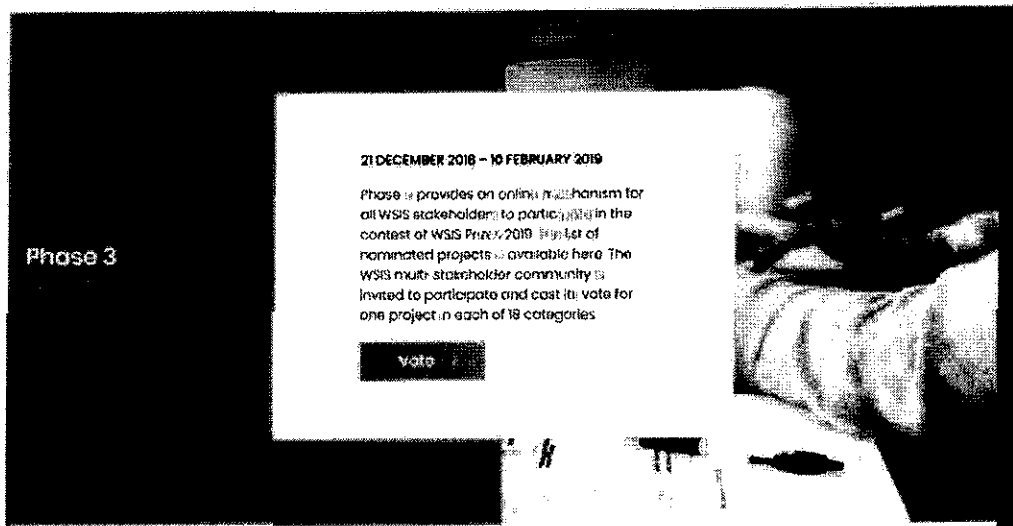 Phase 3
21 DECEMBER 2018 – 10 FEBRUARY 2019
Phase provides an online mechanism for
all WSIS stakeholders to participate in the
contest of WSIS Prizes 2019. The list of
nominated projects is available here. The
WSIS multi-stakeholder community is
invited to participate and cast its vote for
one project in each of 18 categories
Vote